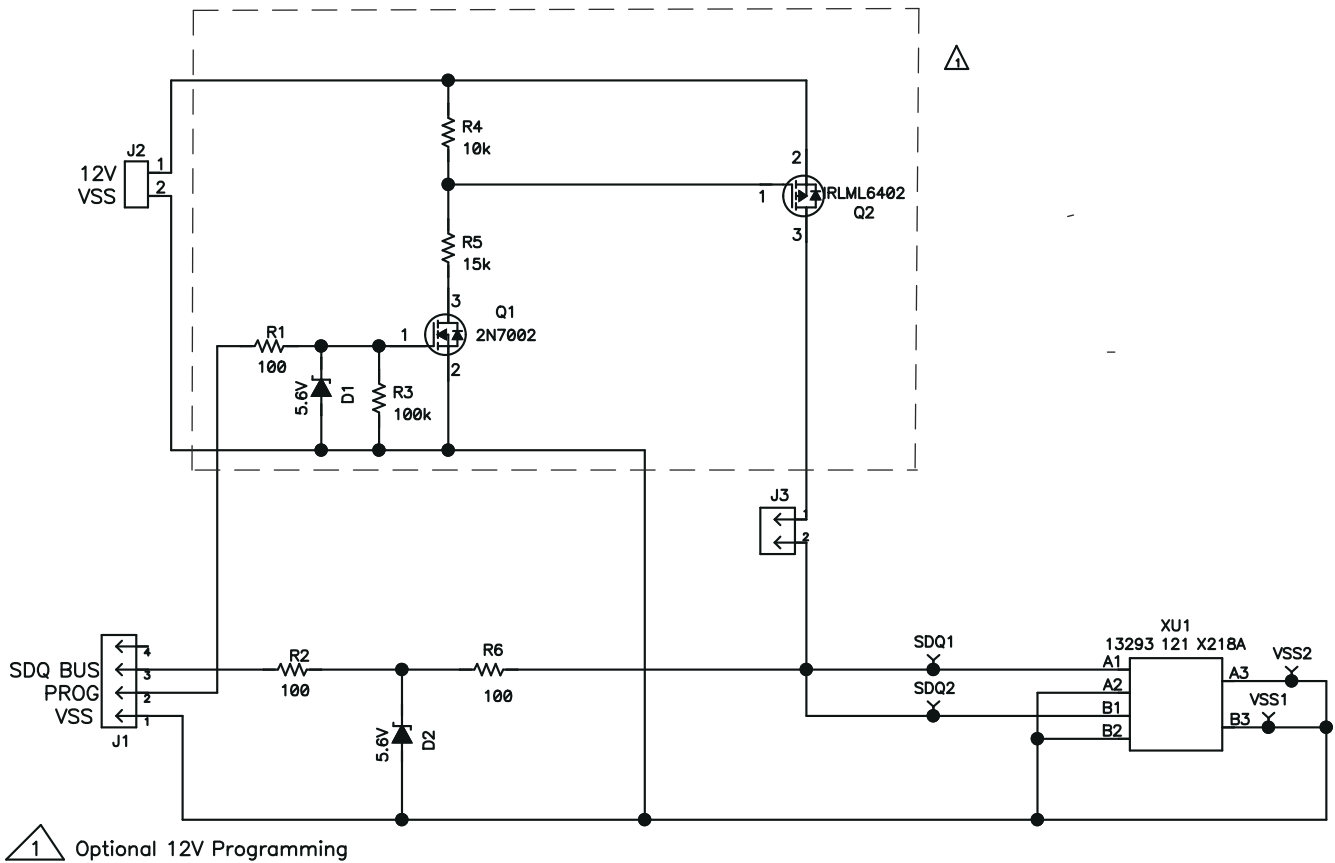 1
J2
12V
VSS
1
2
R4
10k
2
1
IRLML6402
Q2
3
R5
15k
3
Q1
2N7002
1
2
R1
100
5.6V
D1
R3
100k
J3
1
2
SDQ BUS
PROG
VSS
4
3
2
1
J1
R2
100
R6
100
5.6V
D2
SDQ1
SDQ2
XU1
13293 121 X218A
A1
A2
B1
B2
A3
B3
VSS2
VSS1
1 Optional 12V Programming